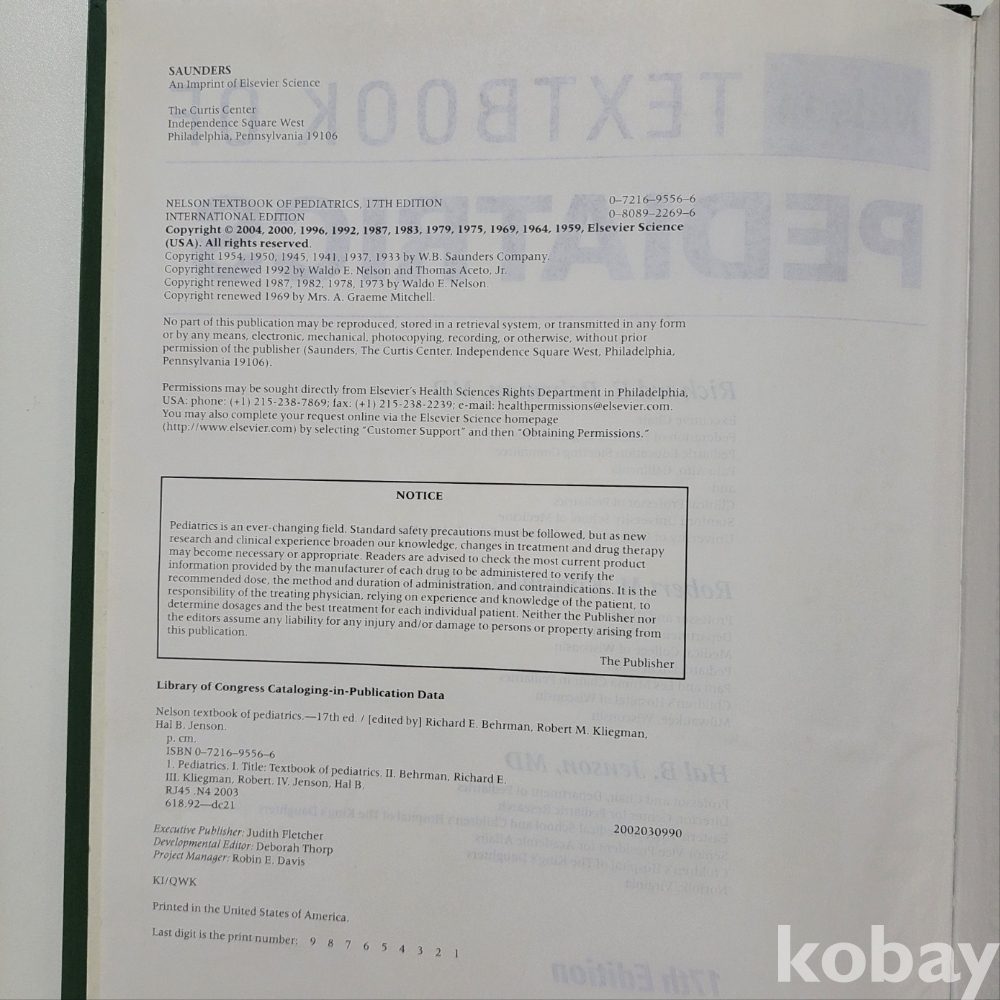 SAUNDERS
An Imprint of Elsevier Science
The Curtis Center
Independence Square West
Philadelphia, Pennsylvania 19106
NELSON TEXTBOOK OF PEDIATRICS, 17TH EDITION 0–7216–9556–6
INTERNATIONAL EDITION 0–8089–2269–6
Copyright © 2004, 2000, 1996, 1992, 1987, 1983, 1979, 1975, 1969, 1964, 1959, Elsevier Science
(USA). All rights reserved.
Copyright 1954, 1950, 1945, 1941, 1937, 1933 by W.B. Saunders Company.
Copyright renewed 1992 by Waldo E. Nelson and Thomas Aceto, Jr.
Copyright renewed 1987, 1982, 1978, 1973 by Waldo E. Nelson.
Copyright renewed 1969 by Mrs. A. Graeme Mitchell.
No part of this publication may be reproduced, stored in a retrieval system, or transmitted in any form
or by any means, electronic, mechanical, photocopying, recording, or otherwise, without prior
permission of the publisher (Saunders, The Curtis Center, Independence Square West, Philadelphia,
Pennsylvania 19106).
Permissions may be sought directly from Elsevier's Health Sciences Rights Department in Philadelphia,
USA: phone: (+1) 215-238-7869; fax: (+1) 215-238-2239; e-mail: healthpermissions@elsevier.com.
You may also complete your request online via the Elsevier Science homepage
(http://www.elsevier.com) by selecting "Customer Support" and then "Obtaining Permissions."
NOTICE
Pediatrics is an ever-changing field. Standard safety precautions must be followed, but as new
research and clinical experience broaden our knowledge, changes in treatment and drug therapy
may become necessary or appropriate. Readers are advised to check the most current product
information provided by the manufacturer of each drug to be administered to verify the
recommended dose, the method and duration of administration, and contraindications. It is the
responsibility of the treating physician, relying on experience and knowledge of the patient, to
determine dosages and the best treatment for each individual patient. Neither the Publisher nor
the editors assume any liability for any injury and/or damage to persons or property arising from
this publication.
The Publisher
Library of Congress Cataloging-in-Publication Data
Nelson textbook of pediatrics.—17th ed. / [edited by] Richard E. Behrman, Robert M. Kliegman,
Hal B. Jenson.
p. cm.
ISBN 0–7216–9556–6
1. Pediatrics. I. Title: Textbook of pediatrics. II. Behrman, Richard E.
III. Kliegman, Robert. IV. Jenson, Hal B.
RJ45 .N4 2003
618.92—dc21
2002030990
Executive Publisher: Judith Fletcher
Developmental Editor: Deborah Thorp
Project Manager: Robin E. Davis
KI/QWK
Printed in the United States of America.
Last digit is the print number: 9 8 7 6 5 4 3 2 1
kobay